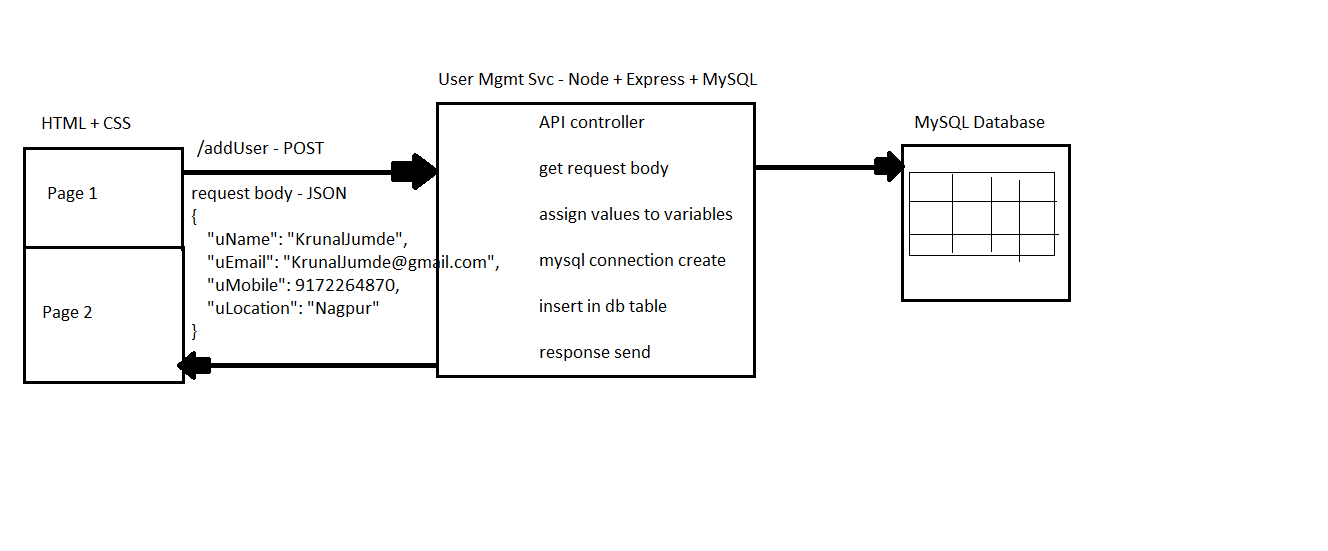 User Mgmt Svc - Node + Express + MySQL
HTML + CSS
API controller
MySQL Database
/addUser - POST
get request body
Page 1
request body - JSON
{
"uName": "KrunalJumde",
"uEmail": "KrunalJumde@gmail.com",
"uMobile": 9172264870,
"uLocation": "Nagpur"
}
assign values to variables
mysql connection create
insert in db table
response send
Page 2